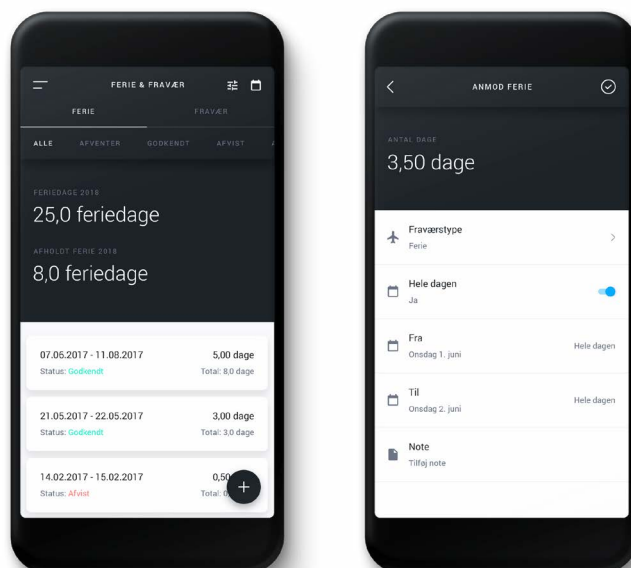 FERIE & FRAVÆR
FERIE FRAVÆR
ALLE AFVENTER GODKENDT AFVIST
FERIEDAGE 2018
25,0 feriedage
AFHOLDT FERIE 2018
8,0 feriedage
07.06.2017 - 11.08.2017 5,00 dage
Status: Godkendt Total: 8,0 dage
21.05.2017 - 22.05.2017 3,00 dage
Status: Godkendt Total: 3,0 dage
14.02.2017 - 15.02.2017 0,50
Status: Afvist Total:
+
ANMOD FERIE
ANTAL DAGE
3,50 dage
Fraværstype
Ferie
Hele dagen
Ja
Fra
Onsdag 1. juni Hele dagen
Til
Onsdag 2. juni Hele dagen
Note
Tilføj note